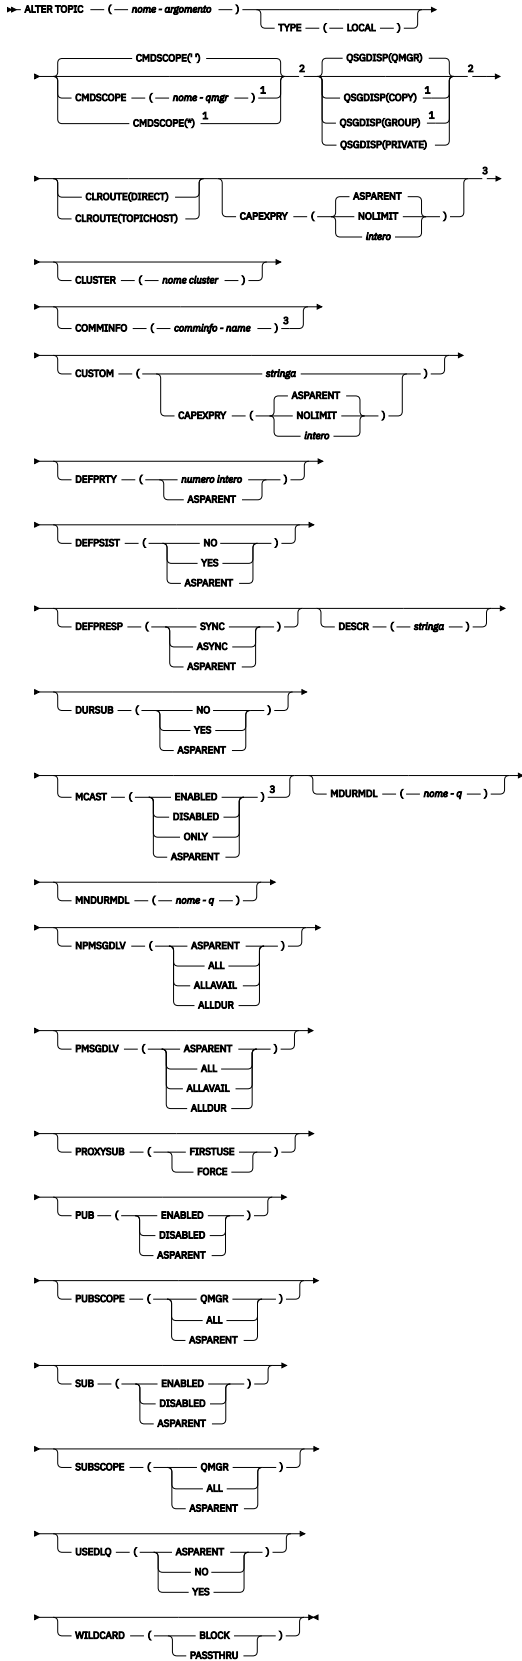 ALTER TOPIC ( nome - argomento )
TYPE ( LOCAL )
CMDSCOPE(' ')
CMDSCOPE ( nome - qmgr ) 1
CMDSCOPE(*) 1
2
QSGDISP(QMGR)
QSGDISP(COPY) 1
QSGDISP(GROUP) 1
QSGDISP(PRIVATE)
2
CLROUTE(DIRECT)
CLROUTE(TOPICHOST)
CAPEXPRY ( ASPARENT
NOLIMIT )
intero
3
CLUSTER ( nome cluster )
COMMINFO ( comminfo - name ) 3
CUSTOM ( stringa )
CAPEXPRY ( ASPARENT
NOLIMIT )
intero
DEFPRTY ( numero intero )
ASPARENT
DEFPSIST ( NO )
YES
ASPARENT
DEFPRESP ( SYNC )
ASYNC
ASPARENT
DESCR ( stringa )
DURSUB ( NO )
YES
ASPARENT
MCAST ( ENABLED ) 3
DISABLED
ONLY
ASPARENT
MDURMDL ( nome - q )
MNDURMDL ( nome - q )
NPMSGDLV ( ASPARENT )
ALL
ALLAVAIL
ALLDUR
PMSGDLV ( ASPARENT )
ALL
ALLAVAIL
ALLDUR
PROXYSUB ( FIRSTUSE )
FORCE
PUB ( ENABLED )
DISABLED
ASPARENT
PUBSCOPE ( QMGR )
ALL
ASPARENT
SUB ( ENABLED )
DISABLED
ASPARENT
SUBSCOPE ( QMGR )
ALL
ASPARENT
USEDLQ ( ASPARENT )
NO
YES
WILDCARD ( BLOCK )
PASSTHRU